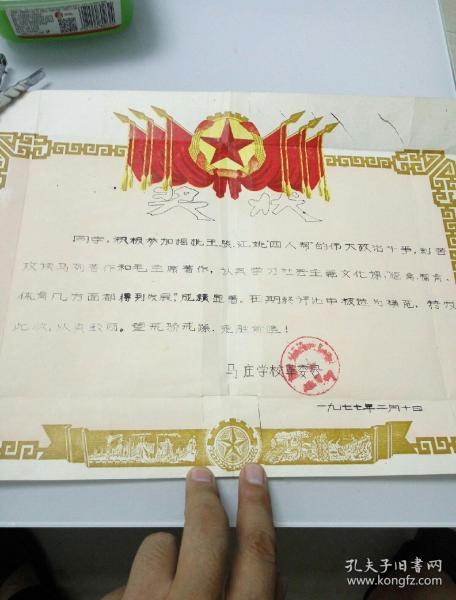 奖状
同学，积极参加揭批王张江姚"四人帮"的伟大政治斗争，刻苦
攻读马列著作和毛主席著作，认真学习社会主义文化课，德育、智育、
体育几方面都得到发展，成绩显著。在期终评比中被选为模范，特发
此状，以资鼓励。望戒骄戒躁，乘胜前进！
马庄学校革委会
一九七七年二月十日
孔夫子旧书网
www.kongfz.com